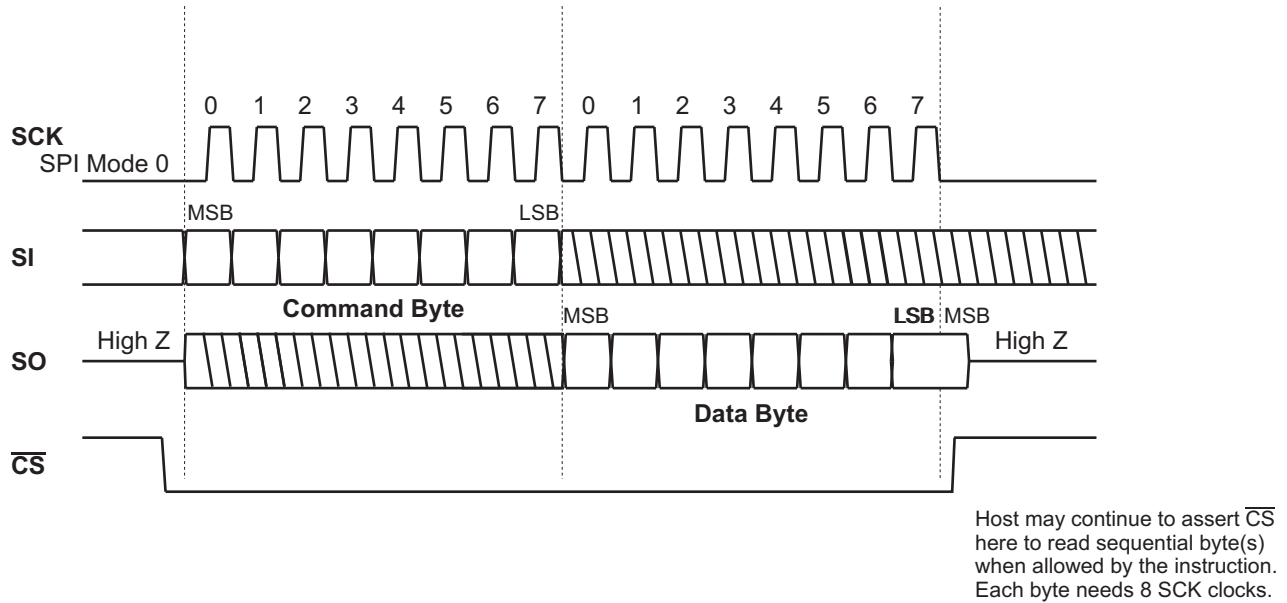 0 1 2 3 4 5 6 7 0 1 2 3 4 5 6 7
SCK
SPI Mode 0
MSB LSB
SI
Command Byte
MSB LSB MSB
High Z High Z
SO
Data Byte
CS
Host may continue to assert CS
here to read sequential byte(s)
when allowed by the instruction.
Each byte needs 8 SCK clocks.